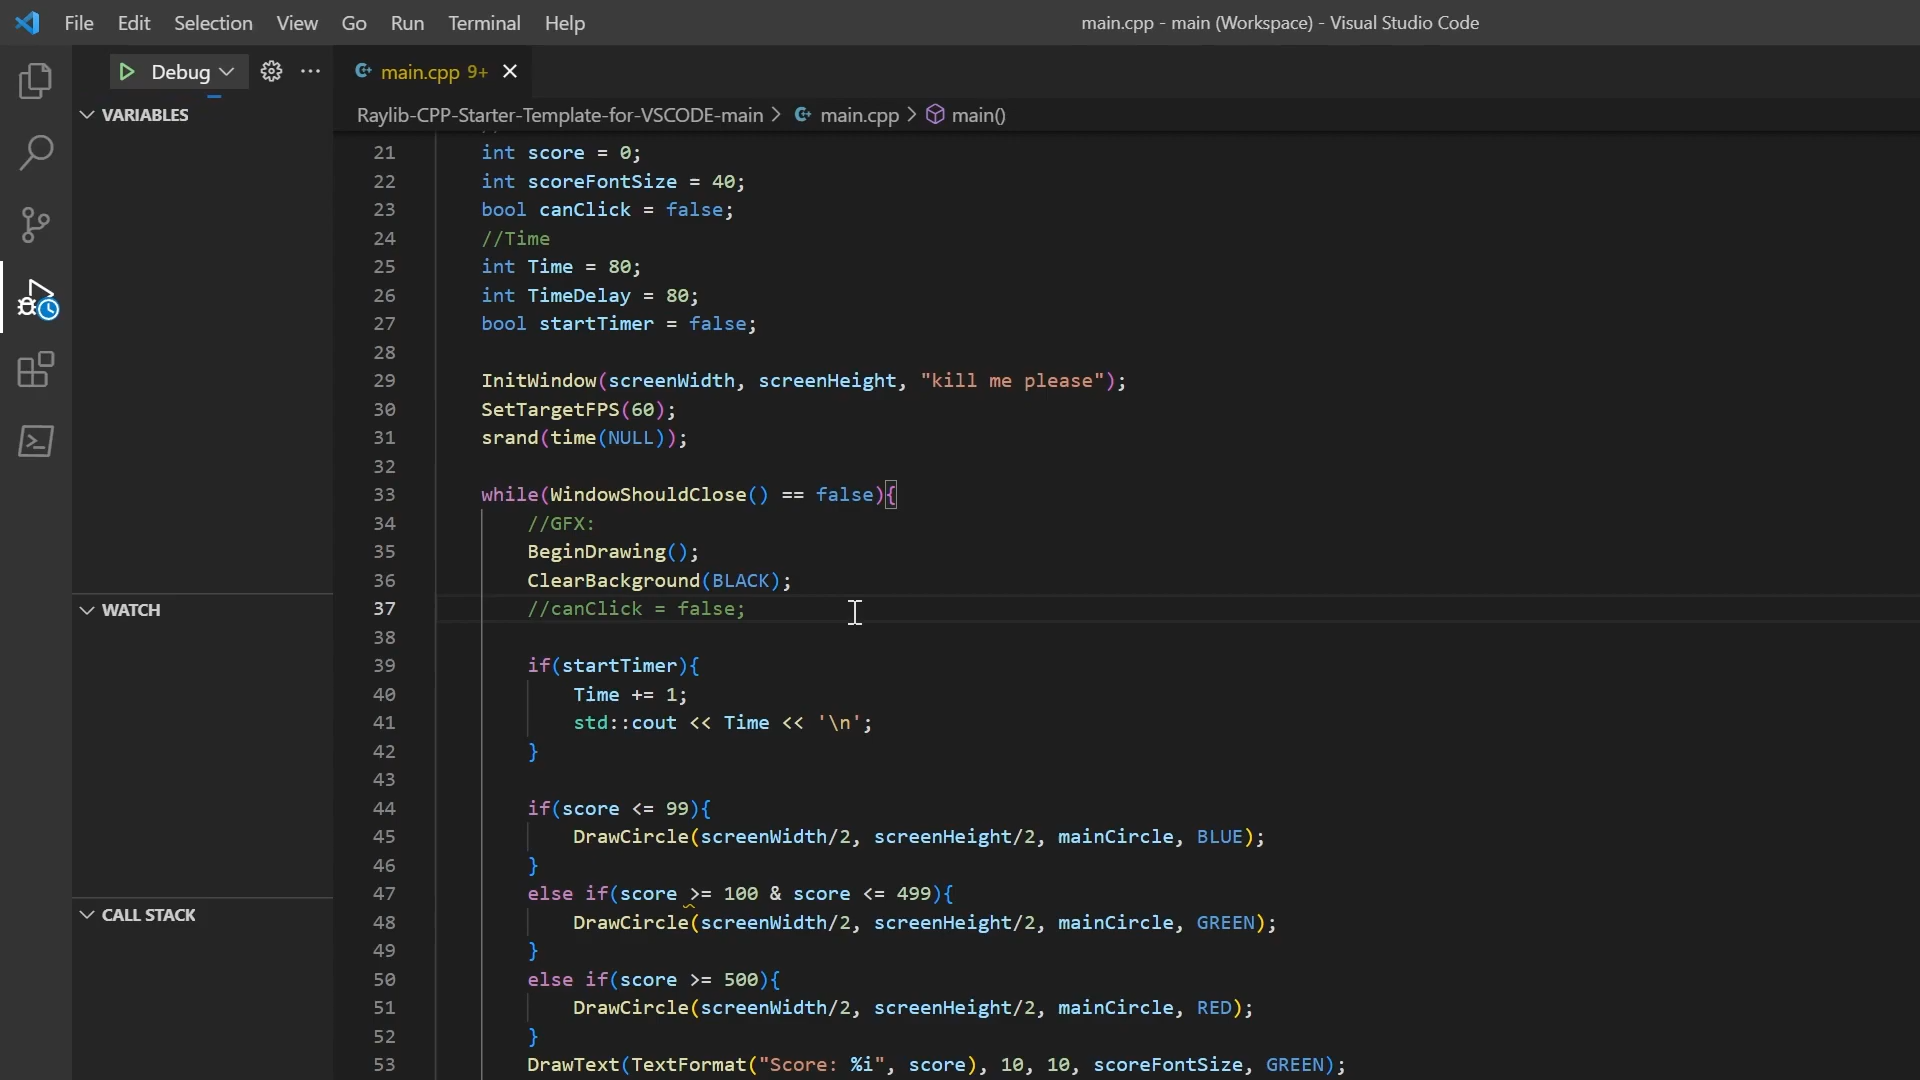 File Edit Selection View Go Run Terminal Help
main.cpp - main (Workspace) - Visual Studio Code
Debug
main.cpp 9+
VARIABLES
Raylib-CPP-Starter-Template-for-VSCODE-main > main.cpp > main()
21 int score = 0;
22 int scoreFontSize = 40;
23 bool canClick = false;
24 //Time
25 int Time = 80;
26 int TimeDelay = 80;
27 bool startTimer = false;
28
29 InitWindow(screenWidth, screenHeight, "kill me please");
30 SetTargetFPS(60);
31 srand(time(NULL));
32
33 while(WindowShouldClose() == false){
34 //GFX:
35 BeginDrawing();
36 ClearBackground(BLACK);
37 //canClick = false;
38
39 if(startTimer){
40 Time += 1;
41 std::cout << Time << '\n';
42 }
43
44 if(score <= 99){
45 DrawCircle(screenWidth/2, screenHeight/2, mainCircle, BLUE);
46 }
47 else if(score >= 100 & score <= 499){
48 DrawCircle(screenWidth/2, screenHeight/2, mainCircle, GREEN);
49 }
50 else if(score >= 500){
51 DrawCircle(screenWidth/2, screenHeight/2, mainCircle, RED);
52 }
53 DrawText(TextFormat("Score: %i", score), 10, 10, scoreFontSize, GREEN);
WATCH
CALL STACK